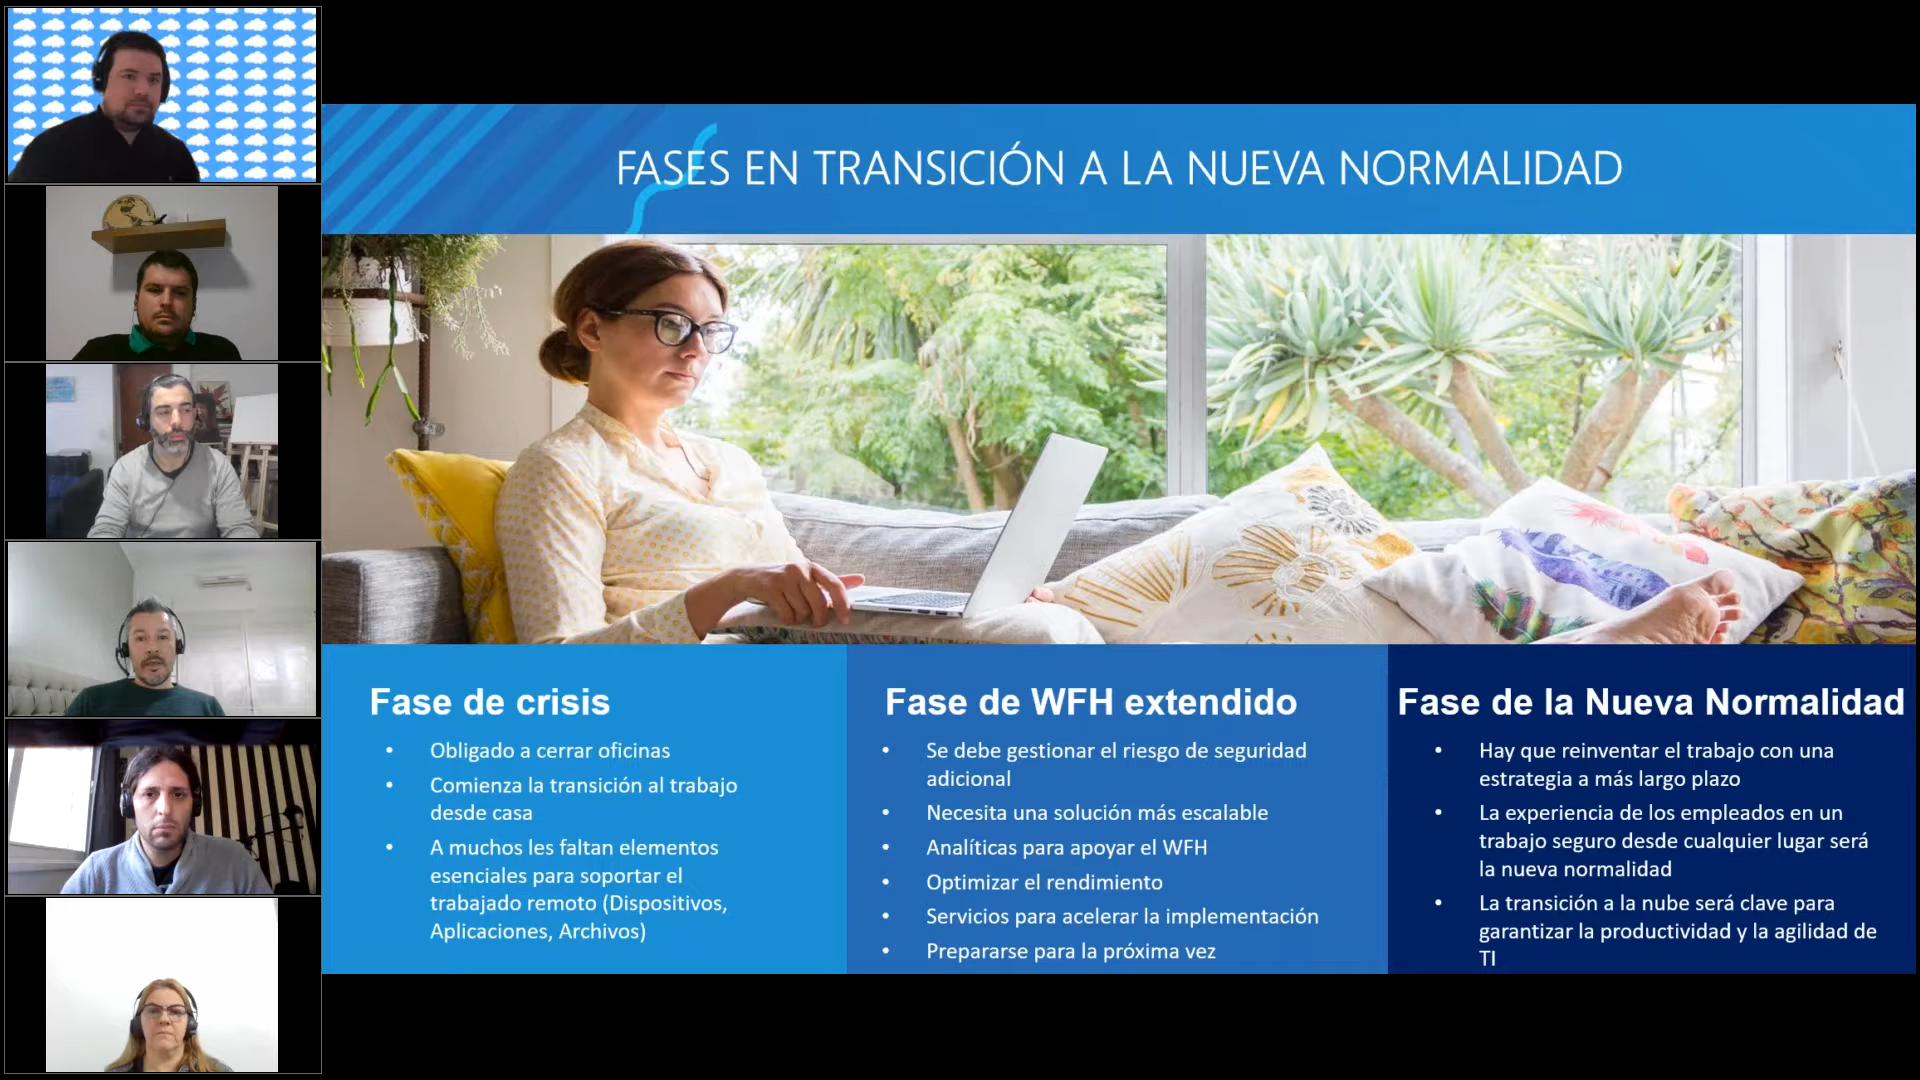 FASES EN TRANSICIÓN A LA NUEVA NORMALIDAD
Fase de crisis
• Obligado a cerrar oficinas
• Comienza la transición al trabajo
desde casa
• A muchos les faltan elementos
esenciales para soportar el
trabajado remoto (Dispositivos,
Aplicaciones, Archivos)
Fase de WFH extendido
• Se debe gestionar el riesgo de seguridad
adicional
• Necesita una solución más escalable
• Analíticas para apoyar el WFH
• Optimizar el rendimiento
• Servicios para acelerar la implementación
• Prepararse para la próxima vez
Fase de la Nueva Normalidad
• Hay que reinventar el trabajo con una
estrategia a más largo plazo
• La experiencia de los empleados en un
trabajo seguro desde cualquier lugar será
la nueva normalidad
• La transición a la nube será clave para
garantizar la productividad y la agilidad de
TI